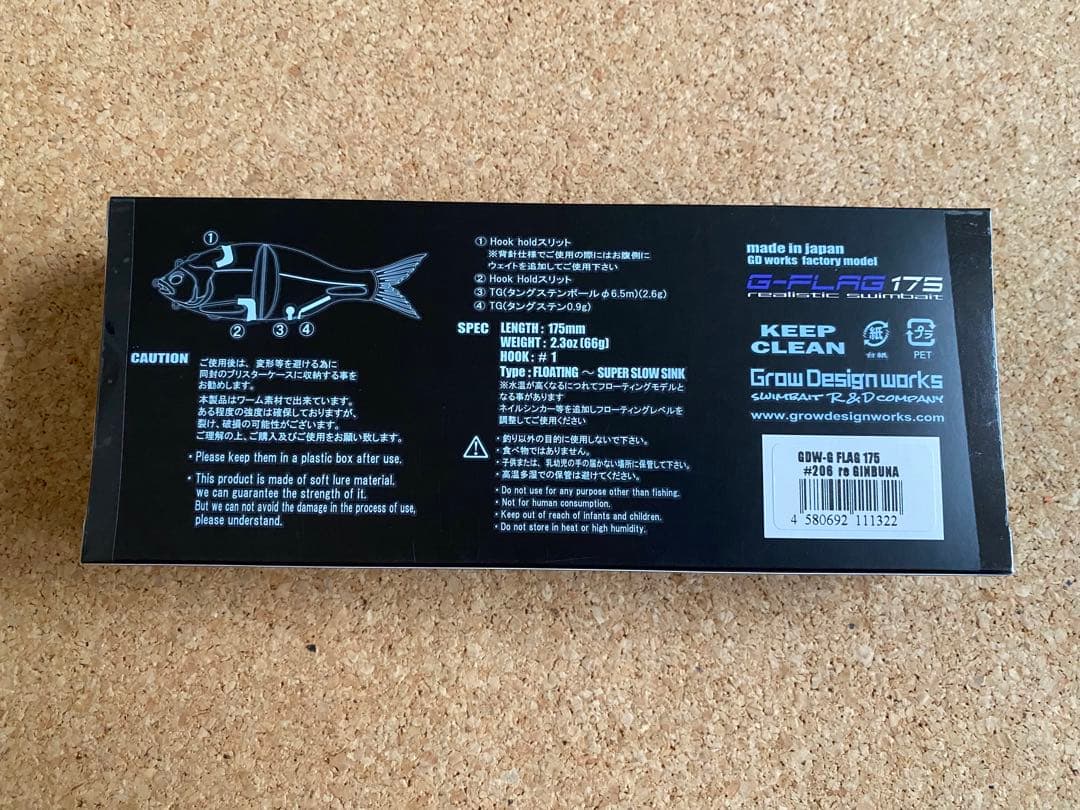 ①
②
③
④
CAUTION
ご使用後は、変形等を避ける為に
同封のブリスターケースに収納する事を
お勧めします。
本製品はワーム素材で出来ています。
ある程度の強度は確保しておりますが、
裂け、破損の可能性がございます。
ご理解の上、ご購入及びご使用をお願い致します。
・Please keep them in a plastic box after use.
・This product is made of soft lure material.
we can guarantee the strength of it.
But we can not avoid the damage in the process of use,
please understand.
① Hook holdスリット
※背針仕様でご使用の際にはお腹側に
ウェイトを追加してご使用下さい
② Hook Holdスリット
③ TG(タングステンボールφ6.5m)(2.6g)
④ TG(タングステン0.9g)
SPEC LENGTH : 175mm
WEIGHT : 2.3oz (66g)
HOOK : # 1
Type : FLOATING ～ SUPER SLOW SINK
※水温が高くなるにつれてフローティングモデルと
なる事があります
ネイルシンカー等を追加しフローティングレベルを
調整してご使用ください
・釣り以外の目的に使用しないで下さい。
・食べ物ではありません。
・子供または、乳幼児の手の届かない場所に保管して下さい。
・高温多湿での保管は避けてください。
・Do not use for any purpose other than fishing.
・Not for human consumption.
・Keep out of reach of infants and children.
・Do not store in heat or high humidity.
made in japan
GD works factory model
G-FLAG 175
realistic swimbait
KEEP
CLEAN
紙
台紙
プラ
PET
Grow Design works
SWIMBAIT R & D COMPANY
www.growdesignworks.com
GDW-G FLAG 175
#206 re GINBUNA
4 580692 111322